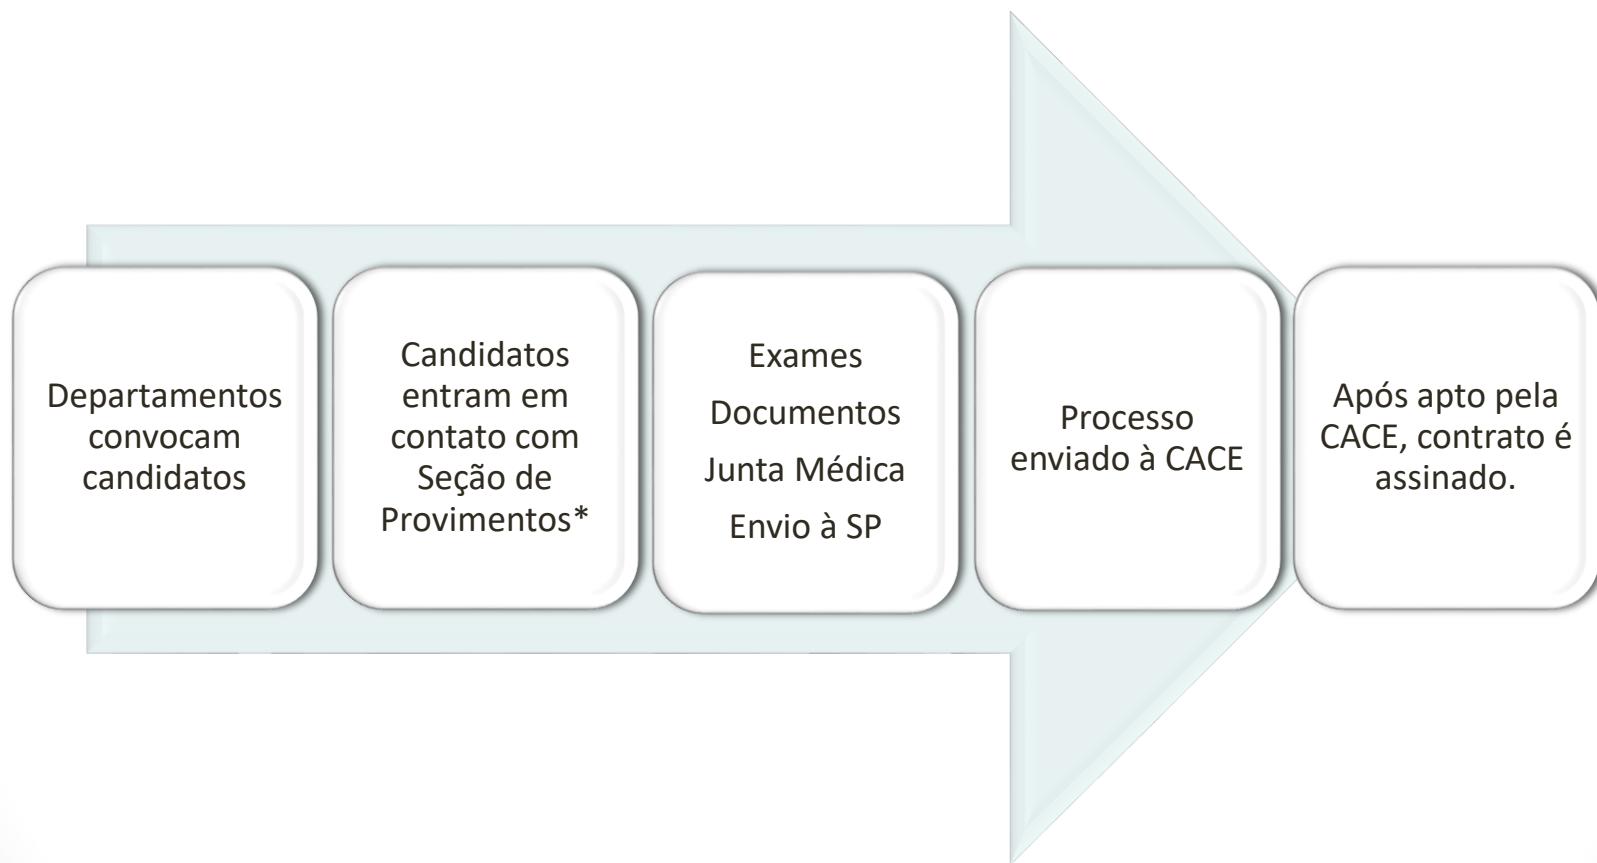 Departamentos
convocam
candidatos
Candidatos
entram em
contato com
Seção de
Provimentos*
Exames
Documentos
Junta Médica
Envio à SP
Processo
enviado à CACE
Após apto pela
CACE, contrato é
assinado.